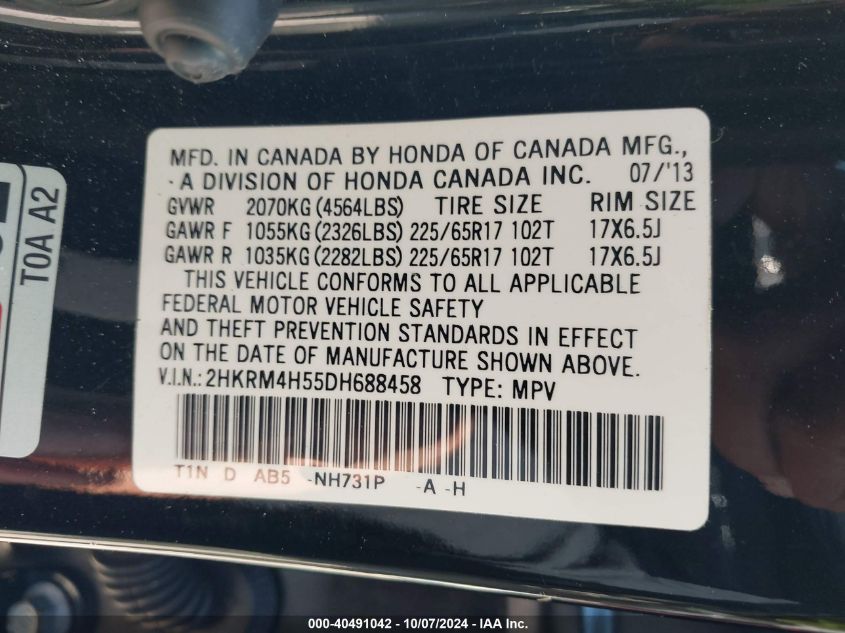 MFD. IN CANADA BY HONDA OF CANADA MFG.,
A DIVISION OF HONDA CANADA INC. 07/'13
GVWR 2070KG (4564LBS) TIRE SIZE RIM SIZE
GAWR F 1055KG (2326LBS) 225/65R17 102T 17X6.5J
GAWR R 1035KG (2282LBS) 225/65R17 102T 17X6.5J
THIS VEHICLE CONFORMS TO ALL APPLICABLE
FEDERAL MOTOR VEHICLE SAFETY
AND THEFT PREVENTION STANDARDS IN EFFECT
ON THE DATE OF MANUFACTURE SHOWN ABOVE.
V.I.N.: 2HKRM4H55DH688458 TYPE: MPV
T1N D AB5 -NH731P -A -H
T0A A2
000-40491042 - 10/07/2024 - IAA Inc.